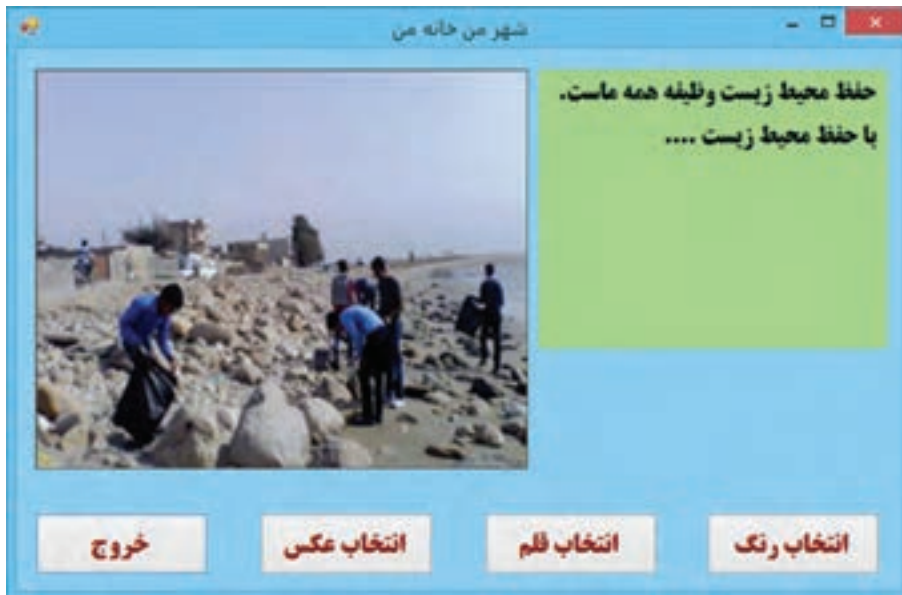 شهر من خانه من
حفظ محیط زیست وظیفه همه ماست.
با حفظ محیط زیست ....
انتخاب رنگ
انتخاب قلم
انتخاب عکس
خروج